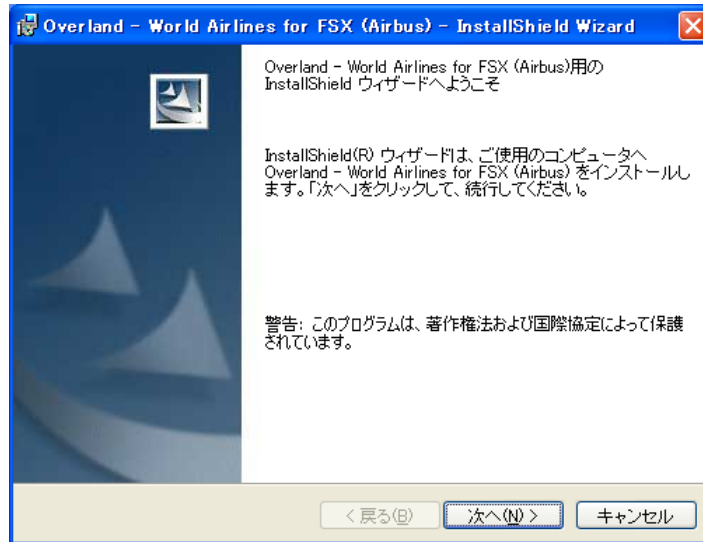 Overland - World Airlines for FSX (Airbus) - InstallShield Wizard
Overland - World Airlines for FSX (Airbus)用の
InstallShield ウィザードへようこそ
InstallShield(R) ウィザードは、ご使用のコンピュータへ
Overland - World Airlines for FSX (Airbus) をインストールし
ます。「次へ」をクリックして、続行してください。
警告: このプログラムは、著作権法および国際協定によって保護
されています。
< 戻る(B)
次へ(N) >
キャンセル